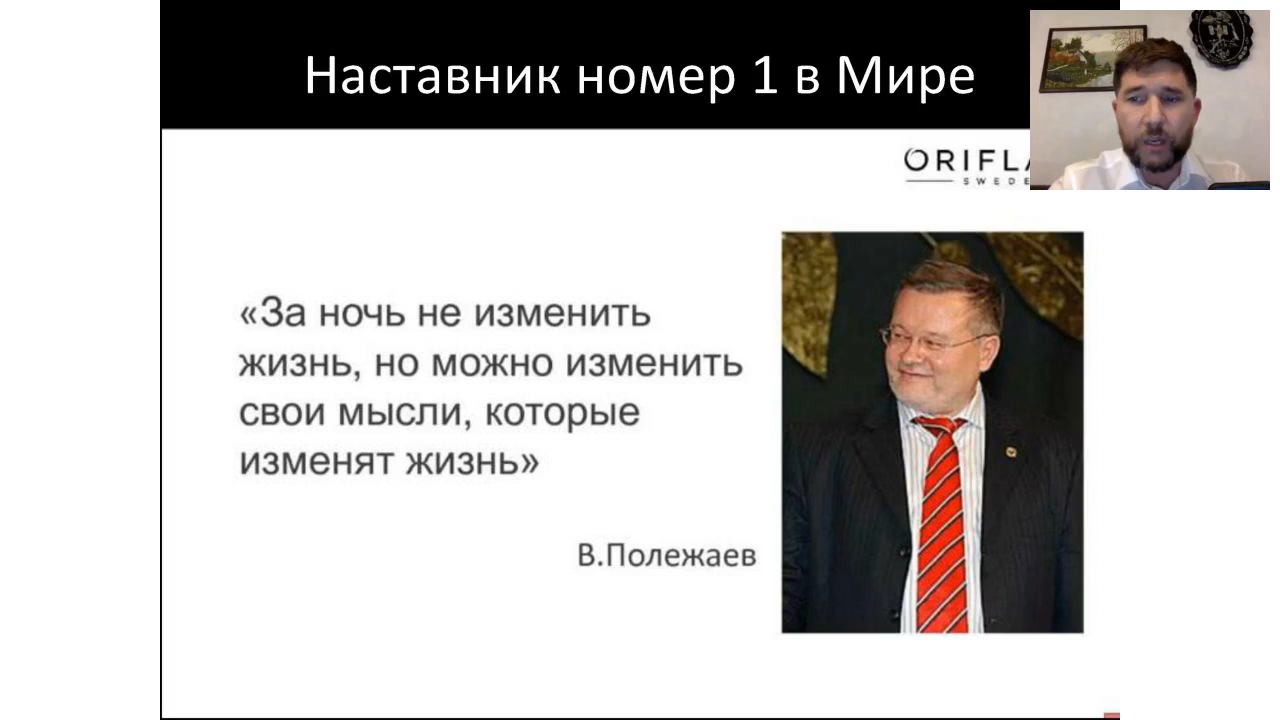 Наставник номер 1 в Мире
ORIFLA
SWEDE
«За ночь не изменить
жизнь, но можно изменить
свои мысли, которые
изменят жизнь»
В.Полежаев